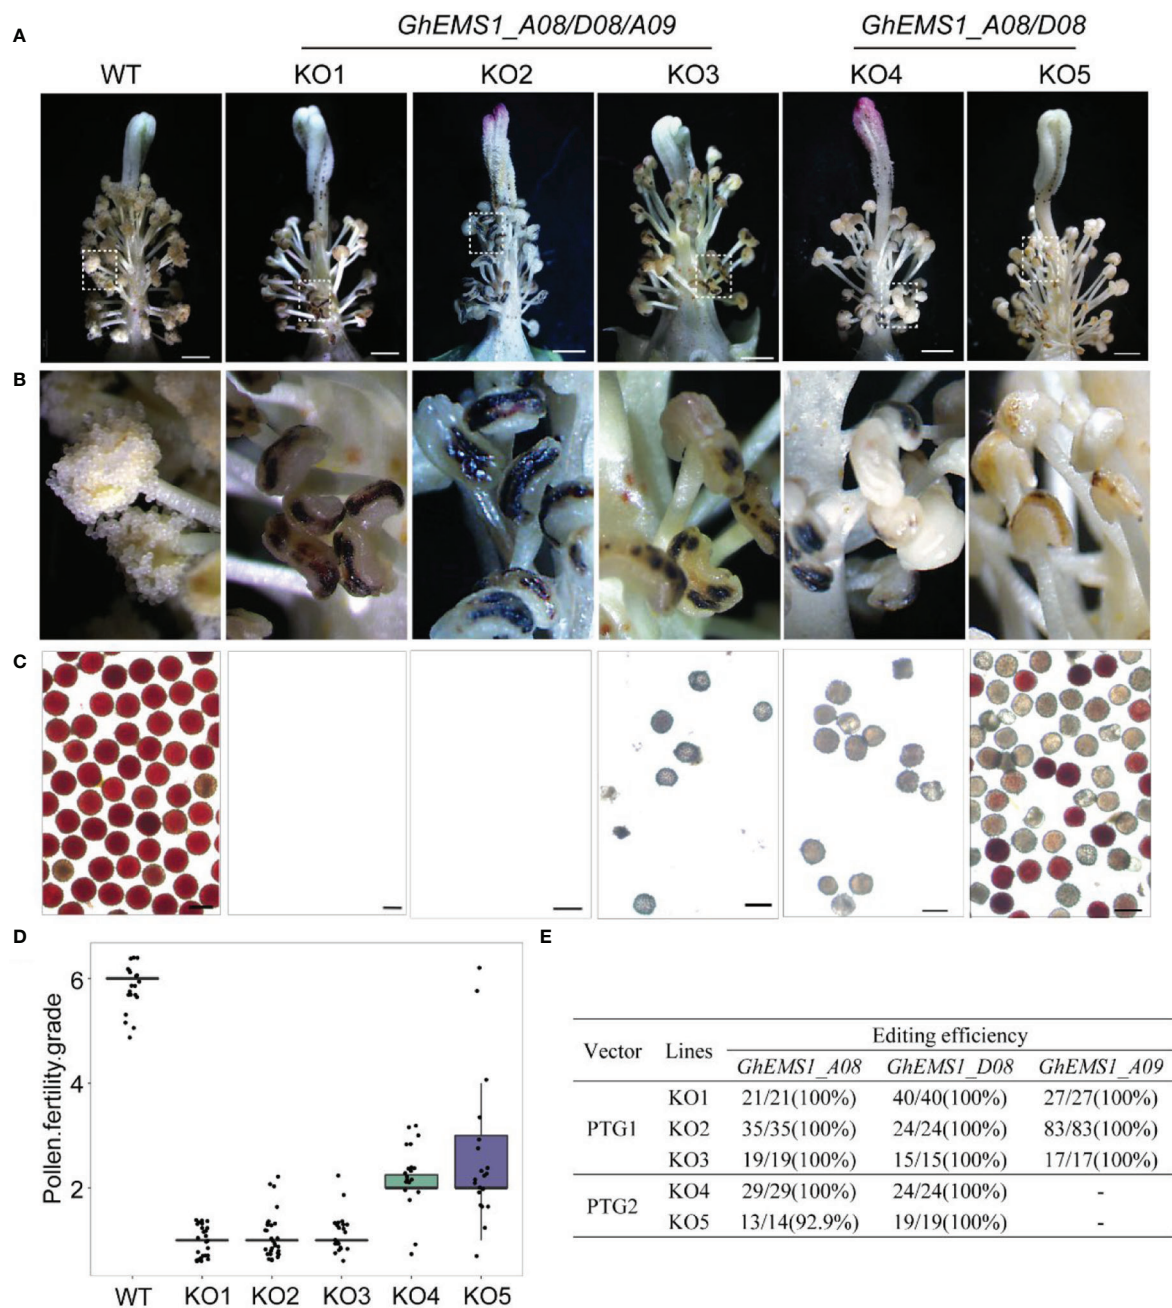 A
GhEMS1_A08/D08/A09
GhEMS1_A08/D08
WT
KO1
KO2
KO3
KO4
KO5
B
C
D
E
Pollen.fertility.grade
6
4
2
WT
KO1
KO2
KO3
KO4
KO5
Vector
Lines
Editing efficiency
GhEMS1_A08
GhEMS1_D08
GhEMS1_A09
PTG1
KO1
21/21(100%)
40/40(100%)
27/27(100%)
KO2
35/35(100%)
24/24(100%)
83/83(100%)
KO3
19/19(100%)
15/15(100%)
17/17(100%)
PTG2
KO4
29/29(100%)
24/24(100%)
-
KO5
13/14(92.9%)
19/19(100%)
-